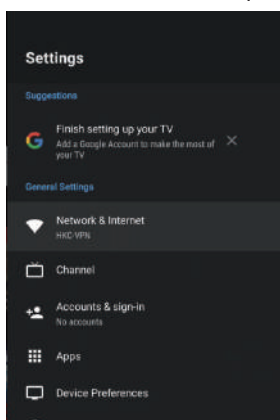 Settings
Suggestions
Finish setting up your TV
Add a Google Account to make the most of
your TV
General Settings
Network & Internet
HKC-VPN
Channel
Accounts & sign-in
No accounts
Apps
Device Preferences